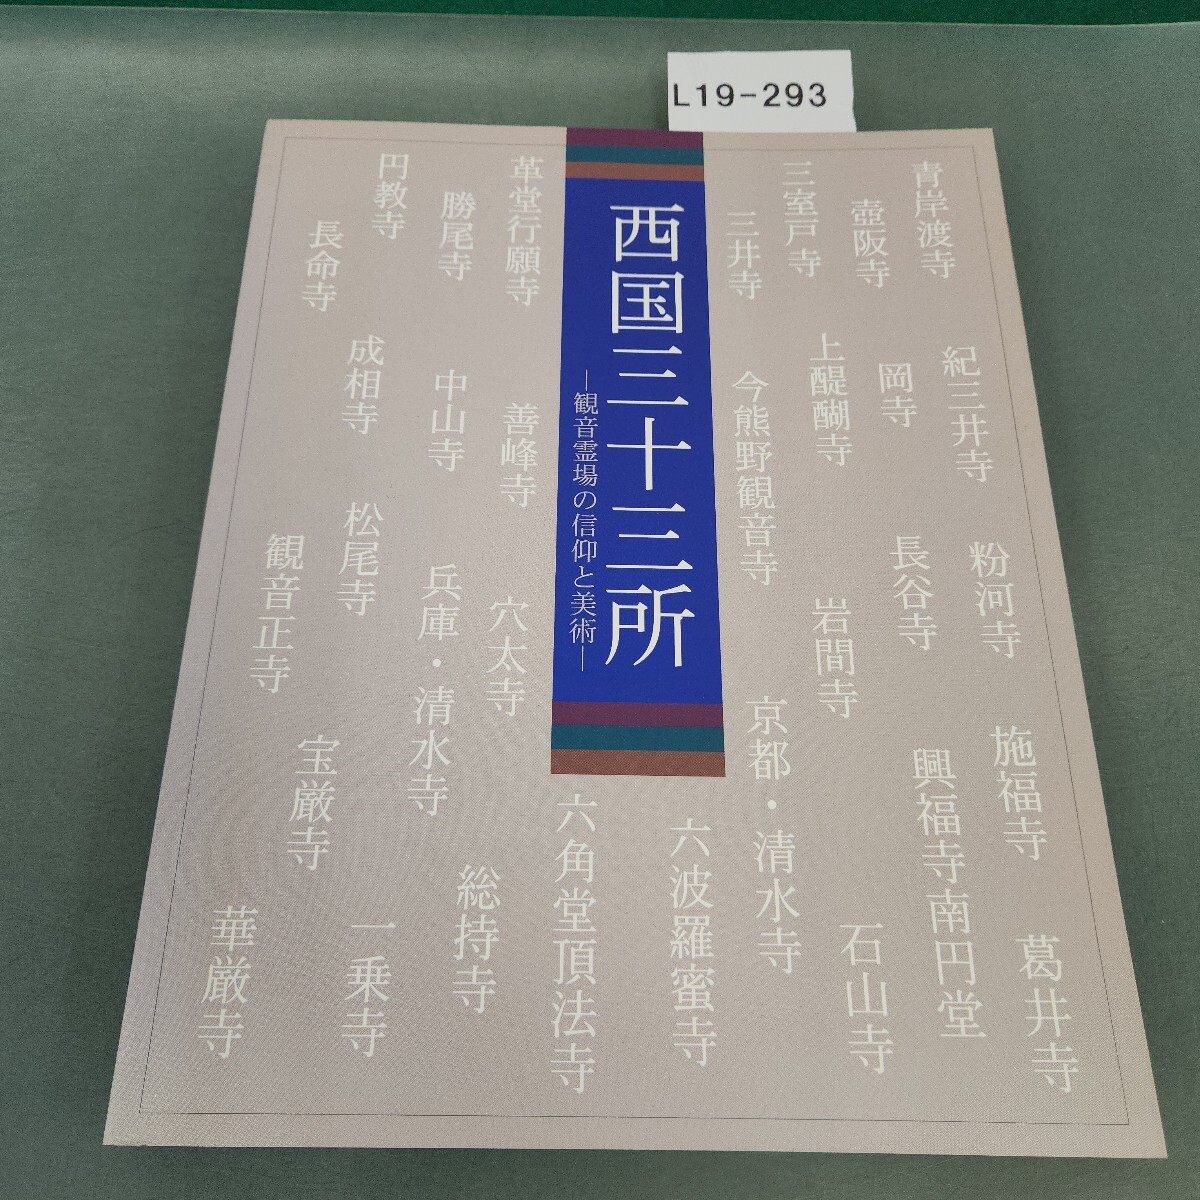 L19-293
西国三十三所
―観音霊場の信仰と美術―
青岸渡寺
紀三井寺
粉河寺
施福寺
葛井寺
壺阪寺
岡寺
長谷寺
興福寺南円堂
三室戸寺
上醍醐寺
岩間寺
石山寺
三井寺
今熊野観音寺
京都・清水寺
六波羅蜜寺
六角堂頂法寺
革堂行願寺
善峰寺
穴太寺
総持寺
勝尾寺
中山寺
兵庫・清水寺
一乗寺
円教寺
成相寺
松尾寺
宝厳寺
長命寺
観音正寺
華厳寺